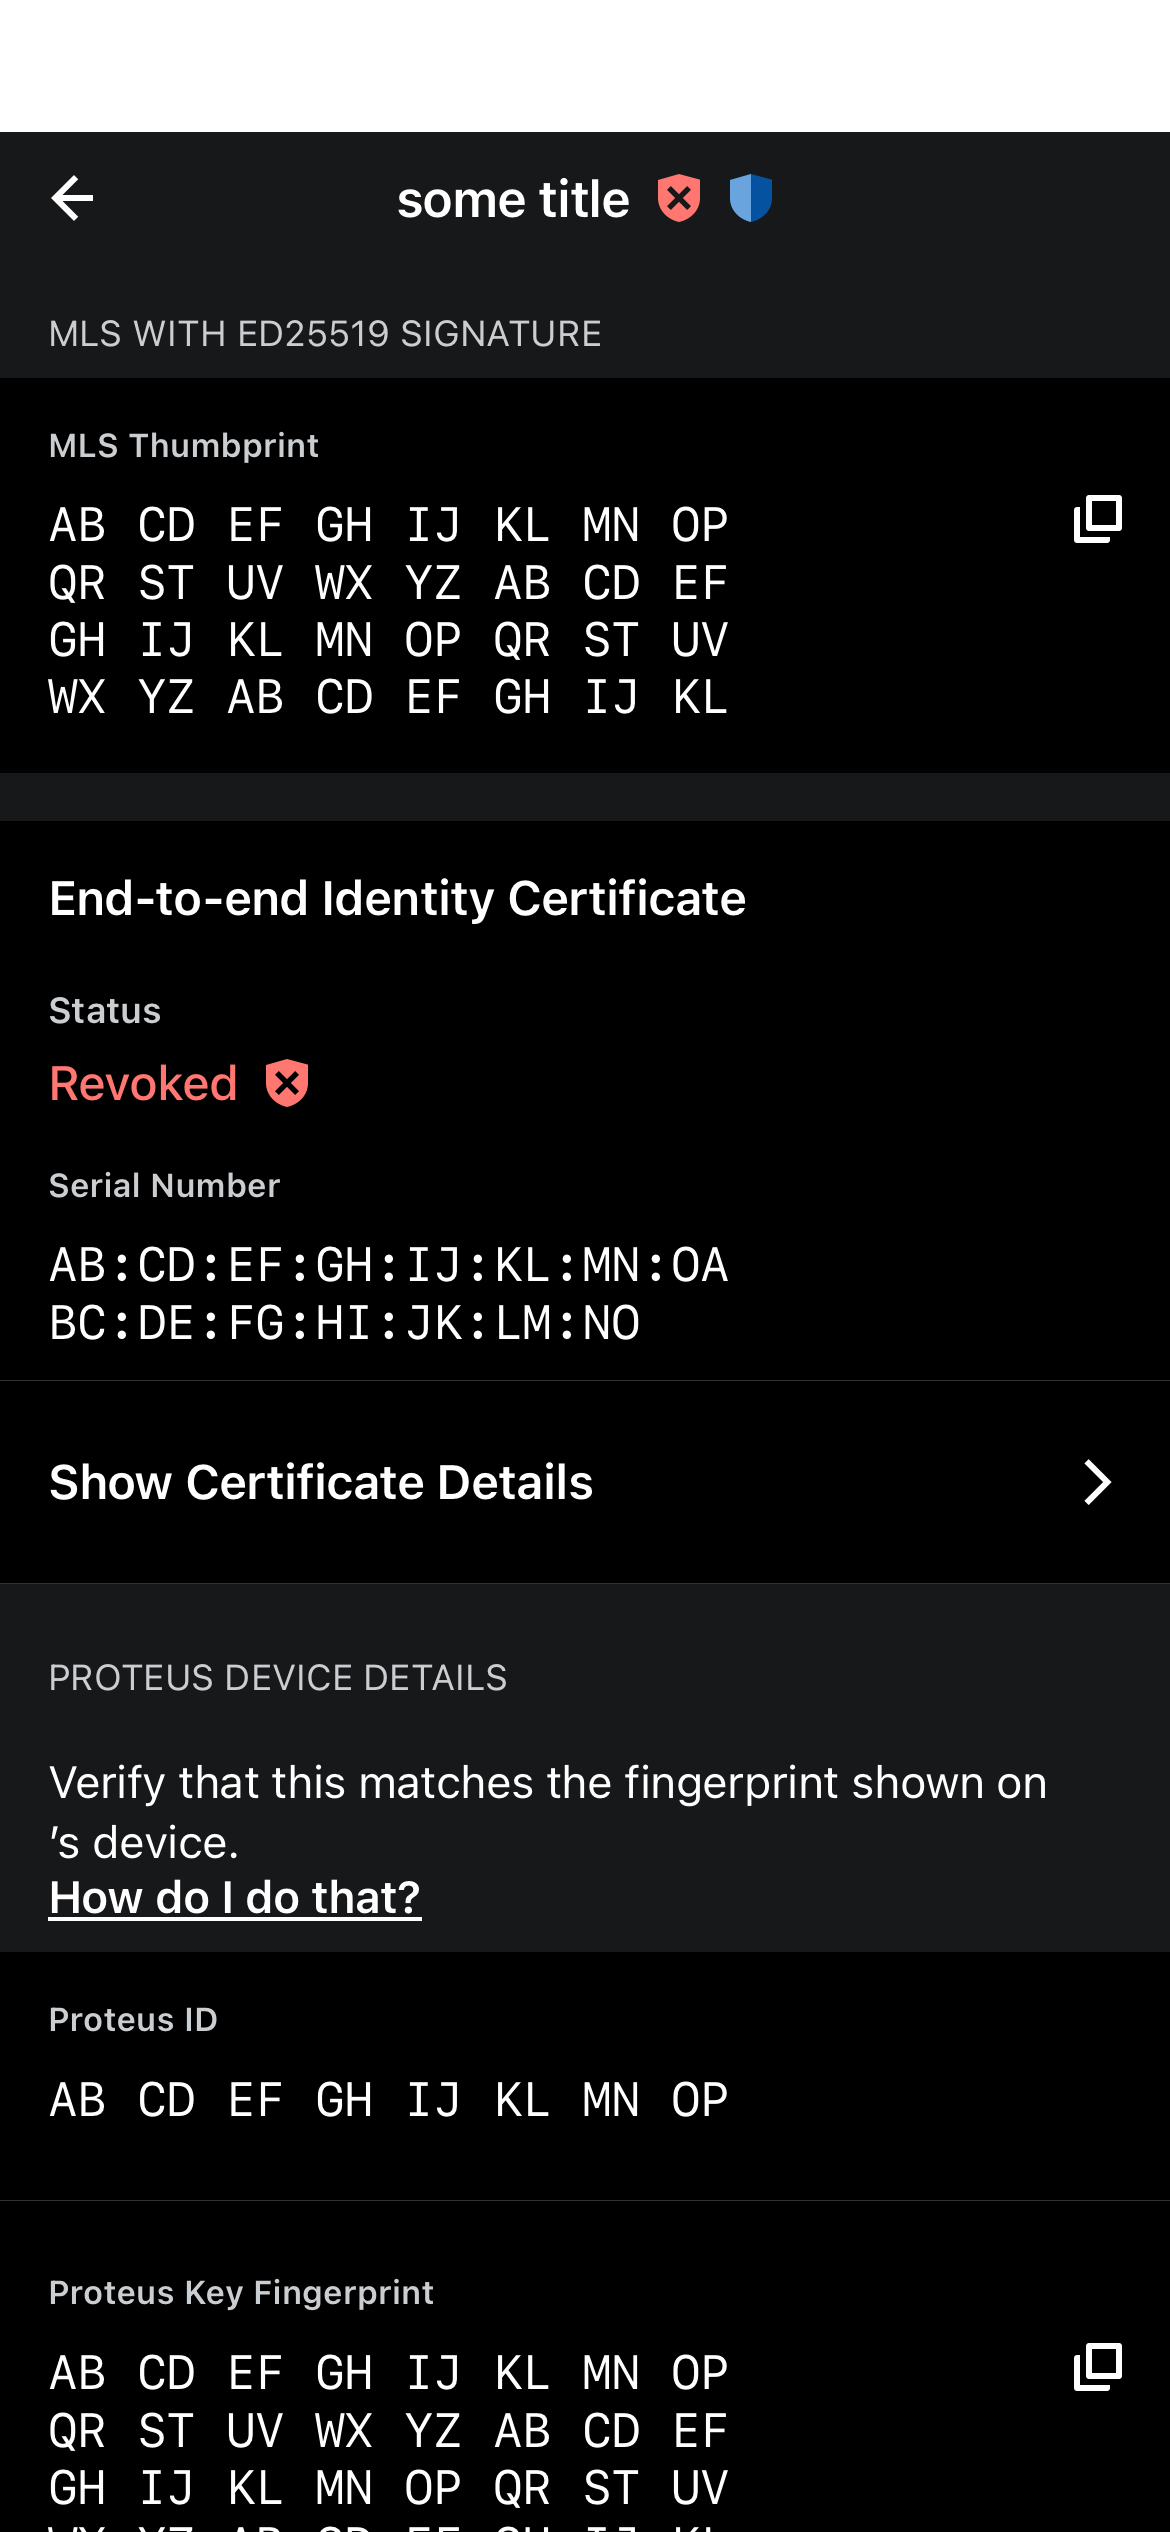 some title
MLS WITH ED25519 SIGNATURE
MLS Thumbprint
AB CD EF GH IJ KL MN OP
QR ST UV WX YZ AB CD EF
GH IJ KL MN OP QR ST UV
WX YZ AB CD EF GH IJ KL
End-to-end Identity Certificate
Status
Revoked
Serial Number
AB:CD:EF:GH:IJ:KL:MN:OA
BC:DE:FG:HI:JK:LM:NO
Show Certificate Details
PROTEUS DEVICE DETAILS
Verify that this matches the fingerprint shown on
’s device.
How do I do that?
Proteus ID
AB CD EF GH IJ KL MN OP
Proteus Key Fingerprint
AB CD EF GH IJ KL MN OP
QR ST UV WX YZ AB CD EF
GH IJ KL MN OP QR ST UV